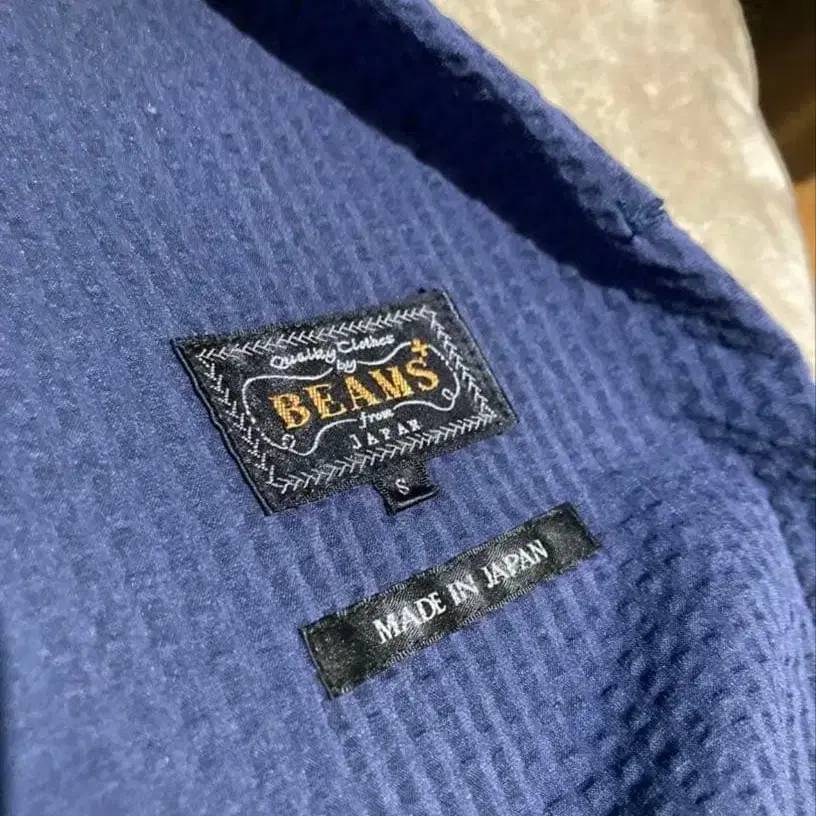 Quality Clothes
by
BEAMS+
from
JAPAN
S
MADE IN JAPAN